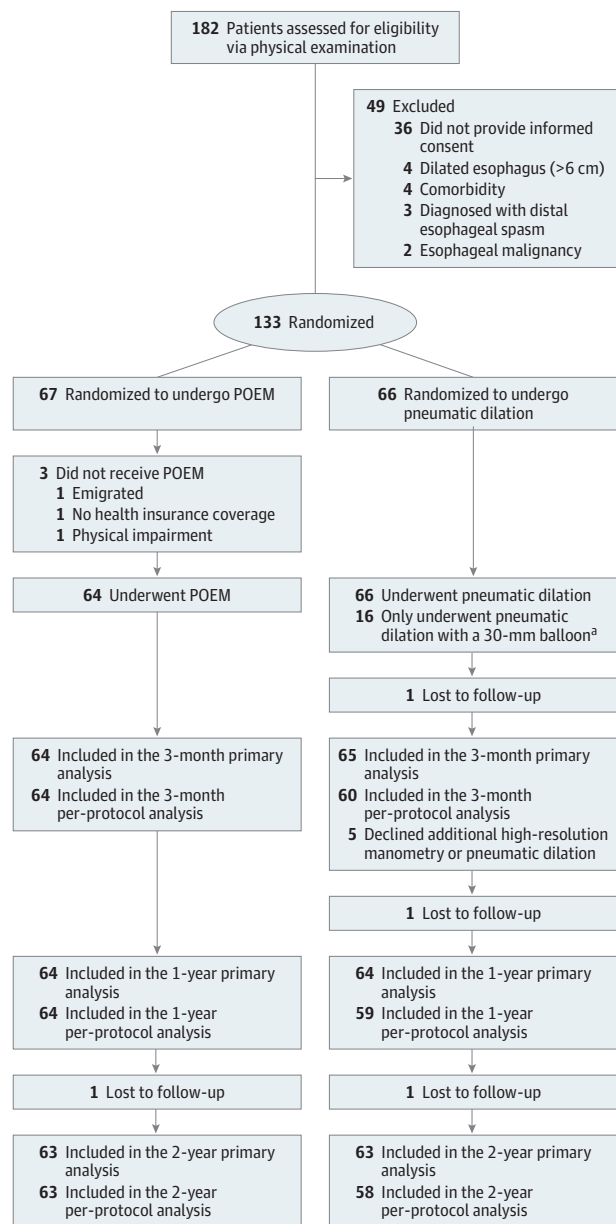 182 Patients assessed for eligibility
via physical examination
49 Excluded
36 Did not provide informed
consent
4 Dilated esophagus (>6 cm)
4 Comorbidity
3 Diagnosed with distal
esophageal spasm
2 Esophageal malignancy
133 Randomized
67 Randomized to undergo POEM
66 Randomized to undergo
pneumatic dilation
3 Did not receive POEM
1 Emigrated
1 No health insurance coverage
1 Physical impairment
64 Underwent POEM
66 Underwent pneumatic dilation
16 Only underwent pneumatic
dilation with a 30-mm balloonª
1 Lost to follow-up
64 Included in the 3-month primary
analysis
64 Included in the 3-month
per-protocol analysis
65 Included in the 3-month primary
analysis
60 Included in the 3-month
per-protocol analysis
5 Declined additional high-resolution
manometry or pneumatic dilation
1 Lost to follow-up
64 Included in the 1-year primary
analysis
64 Included in the 1-year
per-protocol analysis
64 Included in the 1-year primary
analysis
59 Included in the 1-year
per-protocol analysis
1 Lost to follow-up
1 Lost to follow-up
63 Included in the 2-year primary
analysis
63 Included in the 2-year
per-protocol analysis
63 Included in the 2-year primary
analysis
58 Included in the 2-year
per-protocol analysis